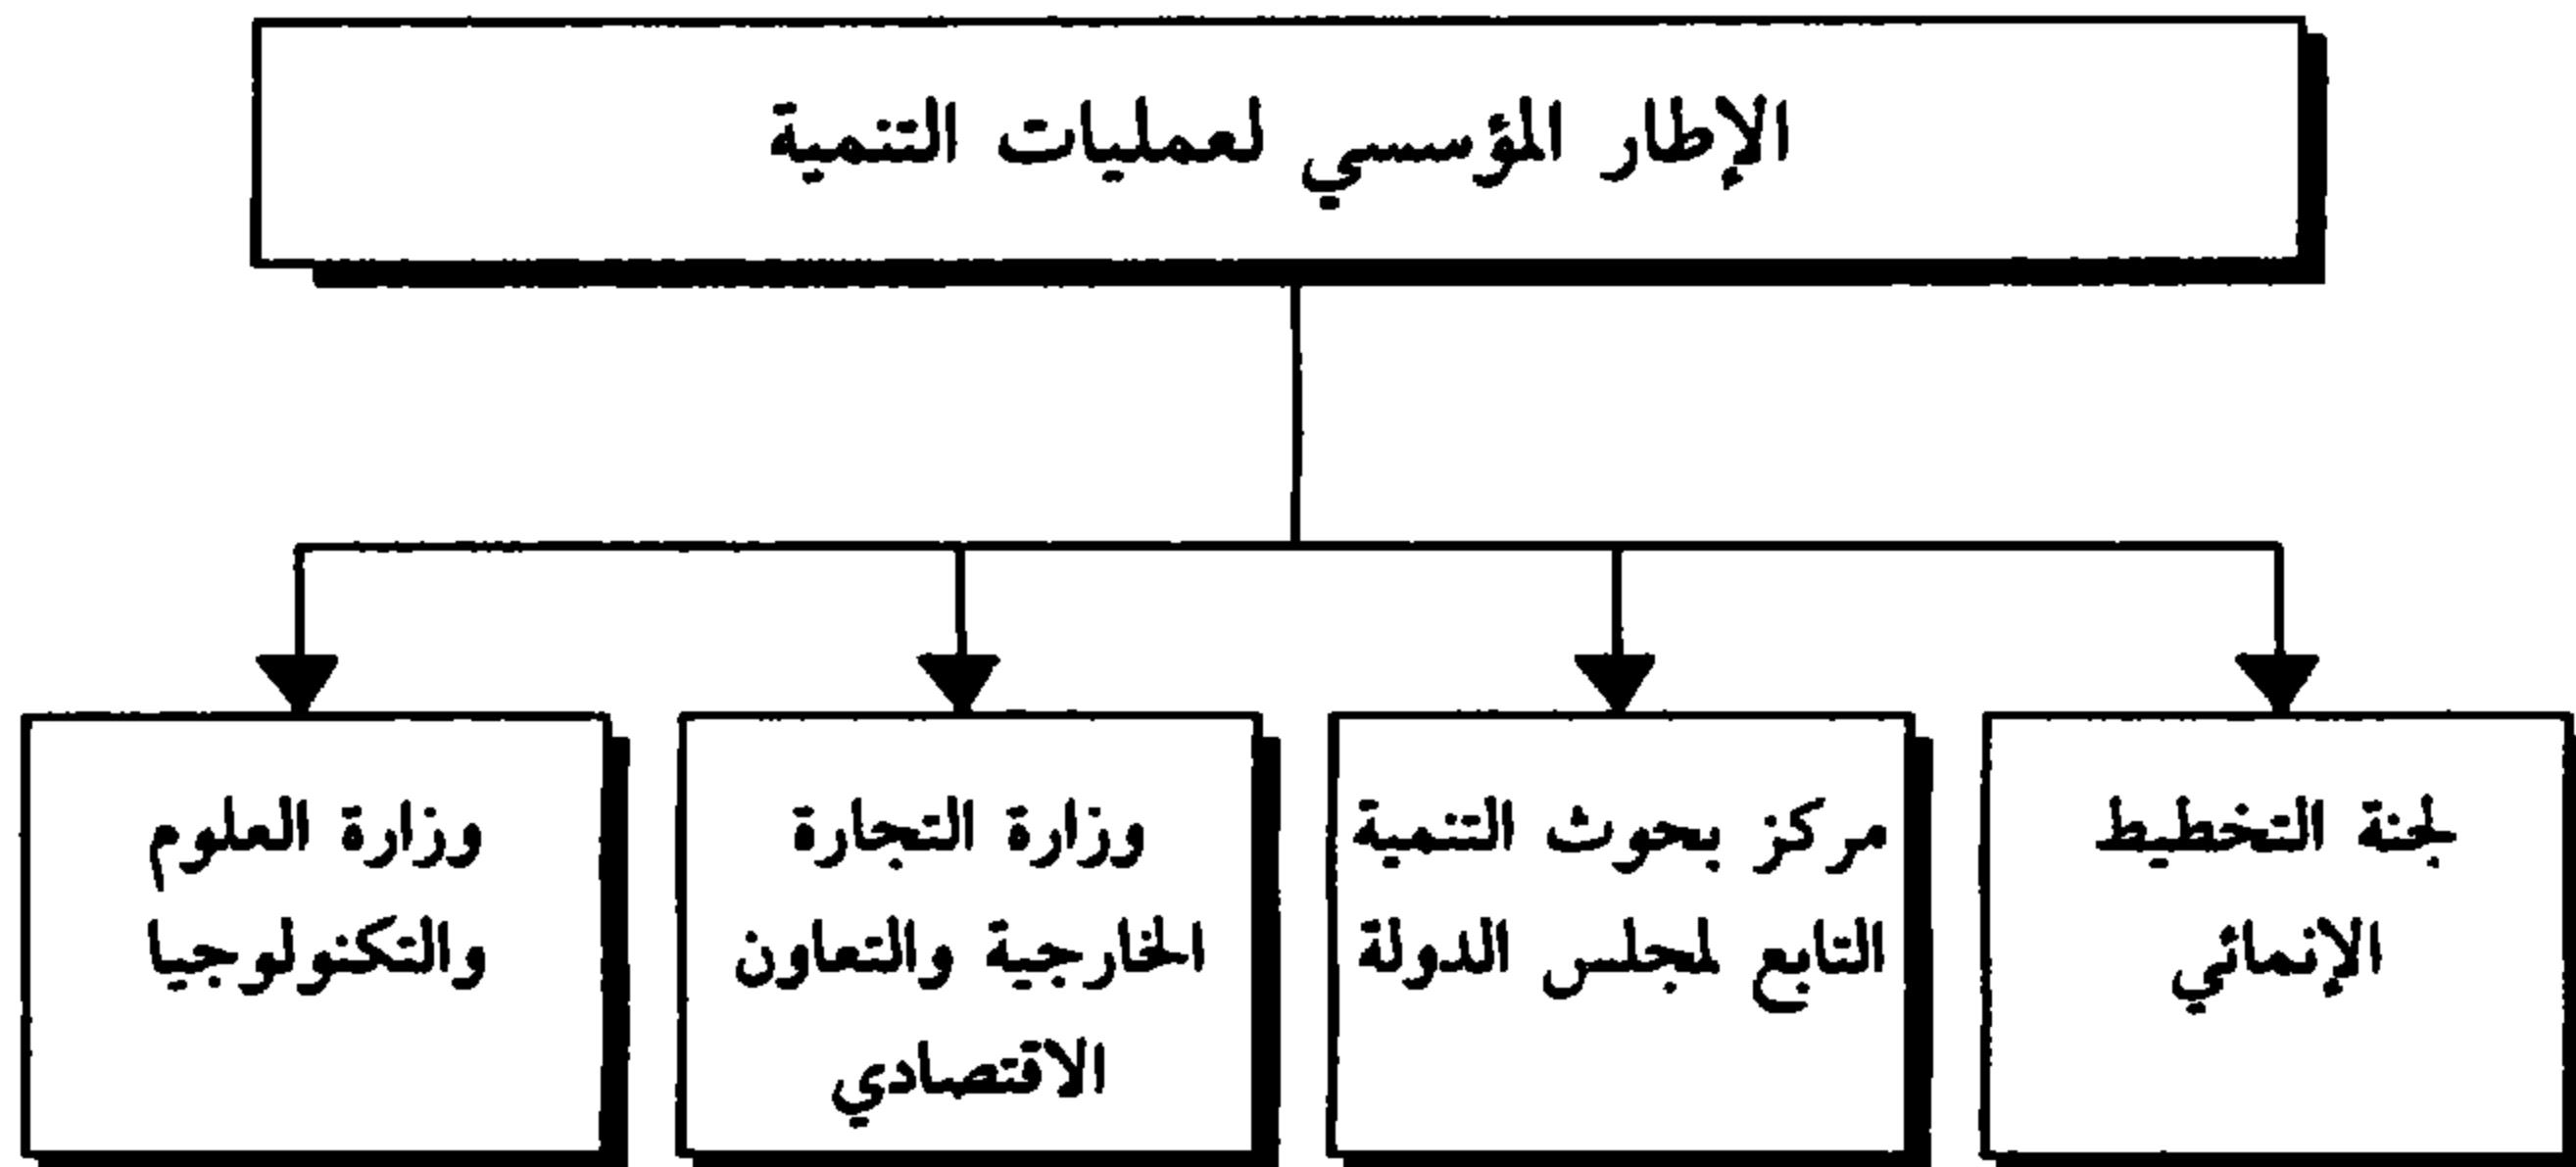 الإطار المؤسسي لعمليات التنمية
لجنة التخطيط
الإنمائي
مركز بحوث التنمية
التابع لمجلس الدولة
وزارة التجارة
الخارجية والتعاون
الاقتصادي
وزارة العلوم
والتكنولوجيا